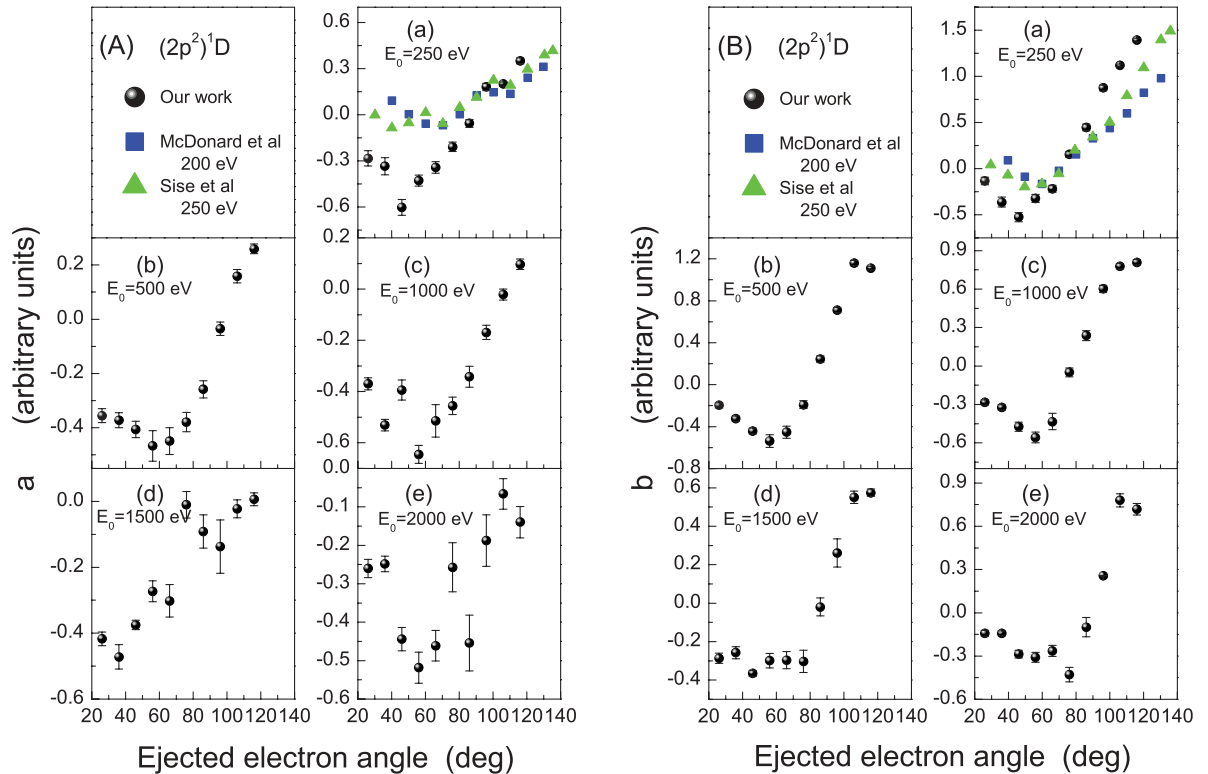 (A) (2p²)¹D
Our work
McDonard et al
200 eV
Sise et al
250 eV
(a)
E₀=250 eV
0.6
0.3
0.0
-0.3
-0.6
(b)
E₀=500 eV
0.2
0.0
-0.2
-0.4
(c)
E₀=1000 eV
0.2
0.0
-0.2
-0.4
-0.6
(d)
E₀=1500 eV
0.0
-0.2
-0.4
-0.6
(e)
E₀=2000 eV
0.0
-0.1
-0.2
-0.3
-0.4
-0.5
-0.6
20 40 60 80 100 120 140
20 40 60 80 100 120 140
a (arbitrary units)
Ejected electron angle (deg)
(B) (2p²)¹D
Our work
McDonard et al
200 eV
Sise et al
250 eV
(a)
E₀=250 eV
1.5
1.0
0.5
0.0
-0.5
(b)
E₀=500 eV
1.2
0.8
0.4
0.0
-0.4
-0.8
(c)
E₀=1000 eV
0.9
0.6
0.3
0.0
-0.3
-0.6
(d)
E₀=1500 eV
0.6
0.4
0.2
0.0
-0.2
-0.4
(e)
E₀=2000 eV
0.9
0.6
0.3
0.0
-0.3
-0.6
20 40 60 80 100 120 140
20 40 60 80 100 120 140
b (arbitrary units)
Ejected electron angle (deg)